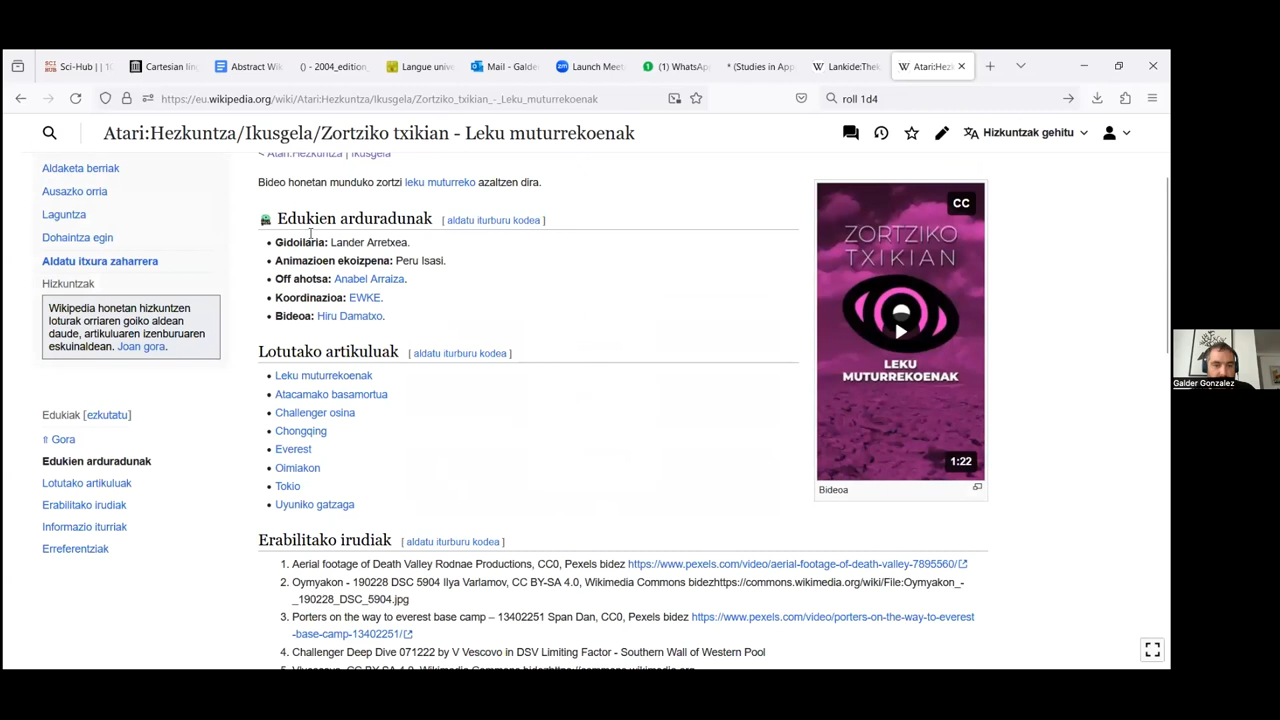 Sci-Hub | | 1
Cartesian ling
Abstract Wik
() - 2004_edition_
Langue unive
Mail - Galde
Launch Meet
(1) WhatsApp
* (Studies in App
Lankide:Thek
Atari:Hezk
https://eu.wikipedia.org/wiki/Atari:Hezkuntza/Ikusgela/Zortziko_txikian_-_Leku_muturrekoenak
roll 1d4
Atari:Hezkuntza/Ikusgela/Zortziko txikian - Leku muturrekoenak
Hizkuntzak gehitu
Aldaketa berriak
Ausazko orria
Laguntza
Dohaintza egin
Aldatu itxura zaharrera
Hizkuntzak
Wikipedia honetan hizkuntzen
loturak orriaren goiko aldean
daude, artikuluaren izenburuaren
eskuinaldean. Joan gora.
Edukiak [ezkutatu]
⇑ Gora
Edukien arduradunak
Lotutako artikuluak
Erabilitako irudiak
Informazio iturriak
Erreferentziak
< Atari:Hezkuntza | Ikusgela
Bideo honetan munduko zortzi leku muturreko azaltzen dira.
Edukien arduradunak [ aldatu iturburu kodea ]
• Gidoilaria: Lander Arretxea.
• Animazioen ekoizpena: Peru Isasi.
• Off ahotsa: Anabel Arraiza.
• Koordinazioa: EWKE.
• Bideoa: Hiru Damatxo.
Lotutako artikuluak [ aldatu iturburu kodea ]
• Leku muturrekoenak
• Atacamako basamortua
• Challenger osina
• Chongqing
• Everest
• Oimiakon
• Tokio
• Uyuniko gatzaga
Erabilitako irudiak [ aldatu iturburu kodea ]
1. Aerial footage of Death Valley Rodnae Productions, CC0, Pexels bidez https://www.pexels.com/video/aerial-footage-of-death-valley-7895560/
2. Oymyakon - 190228 DSC 5904 Ilya Varlamov, CC BY-SA 4.0, Wikimedia Commons bidezhttps://commons.wikimedia.org/wiki/File:Oymyakon_-
_190228_DSC_5904.jpg
3. Porters on the way to everest base camp – 13402251 Span Dan, CC0, Pexels bidez https://www.pexels.com/video/porters-on-the-way-to-everest
-base-camp-13402251/
4. Challenger Deep Dive 071222 by V Vescovo in DSV Limiting Factor - Southern Wall of Western Pool
CC
ZORTZIKO
TXIKIAN
LEKU
MUTURREKOENAK
1:22
Bideoa
Galder Gonzalez